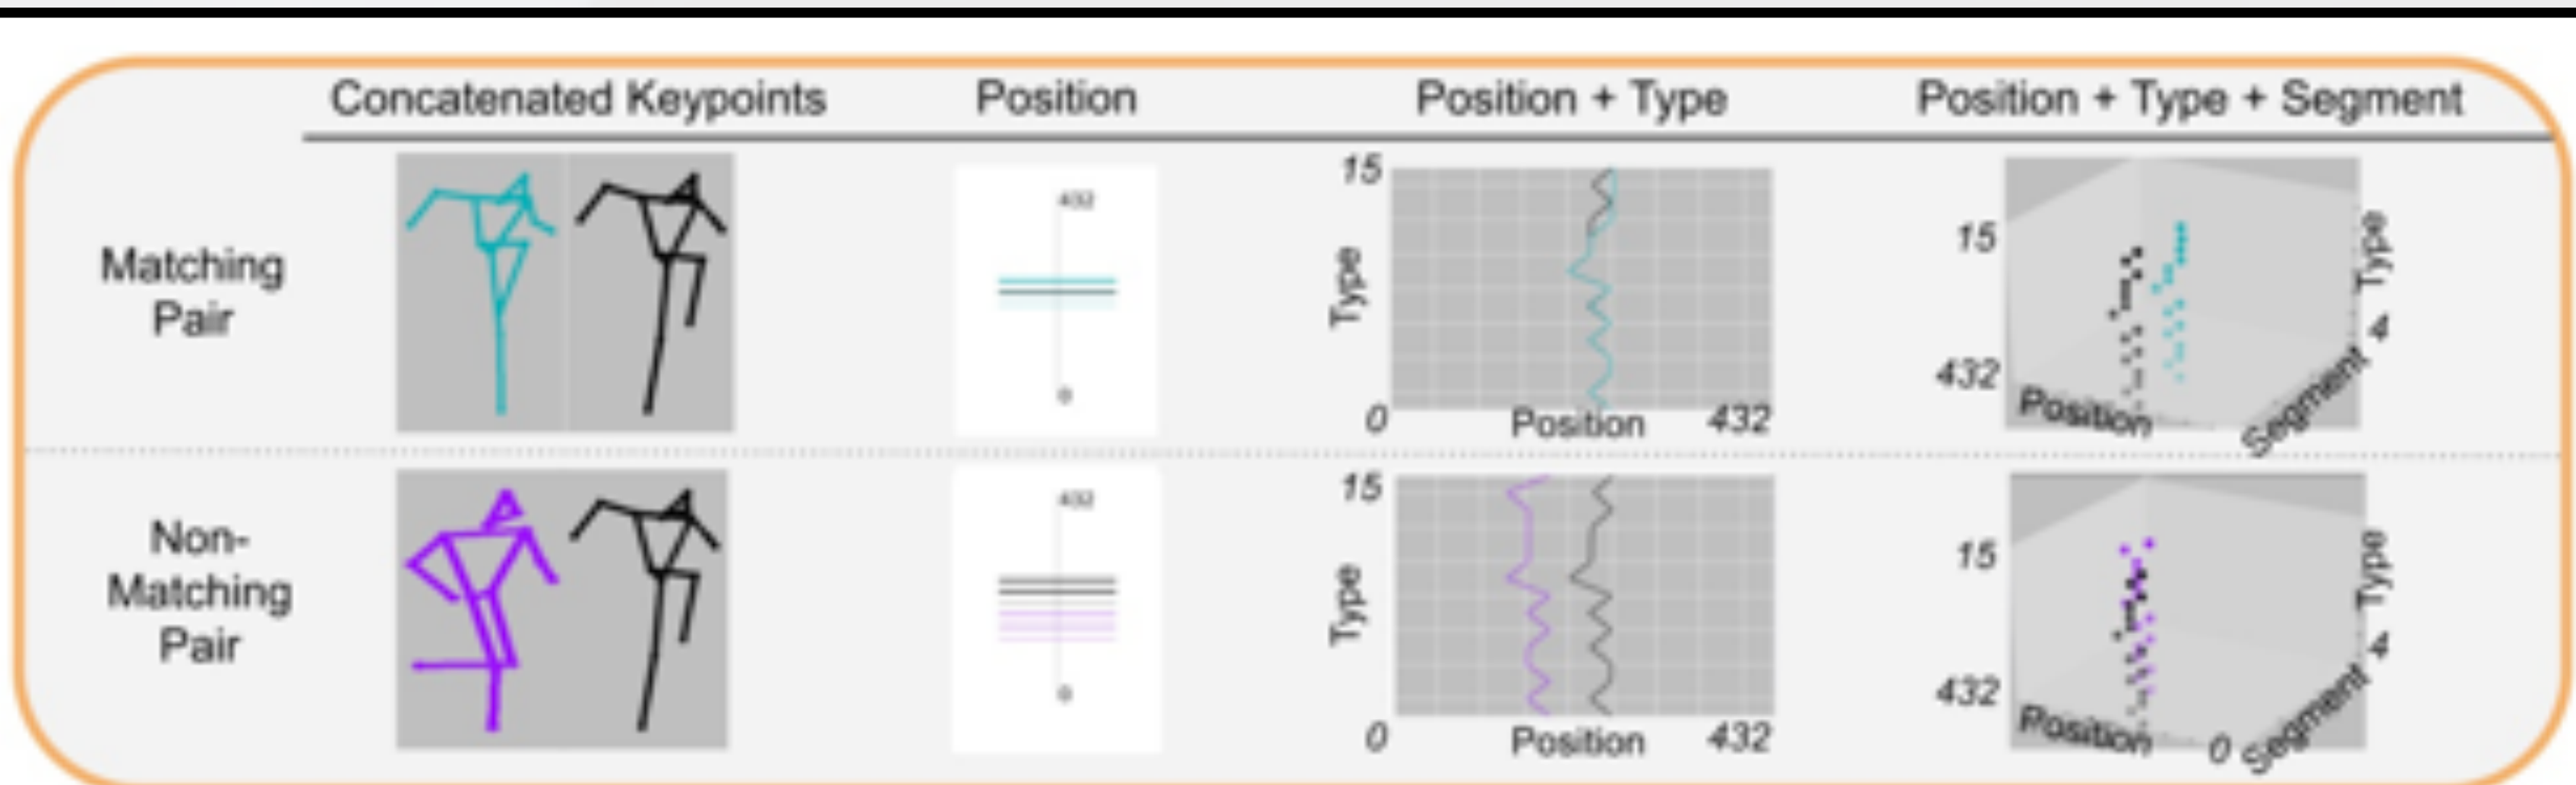 Concatenated Keypoints Position Position + Type Position + Type + Segment
Matching
Pair
432
0
15
Type
0 Position 432
15
432
Position
Segment
4
Type
Non-
Matching
Pair
432
0
15
Type
0 Position 432
15
432
Position
0
Segment
4
Type